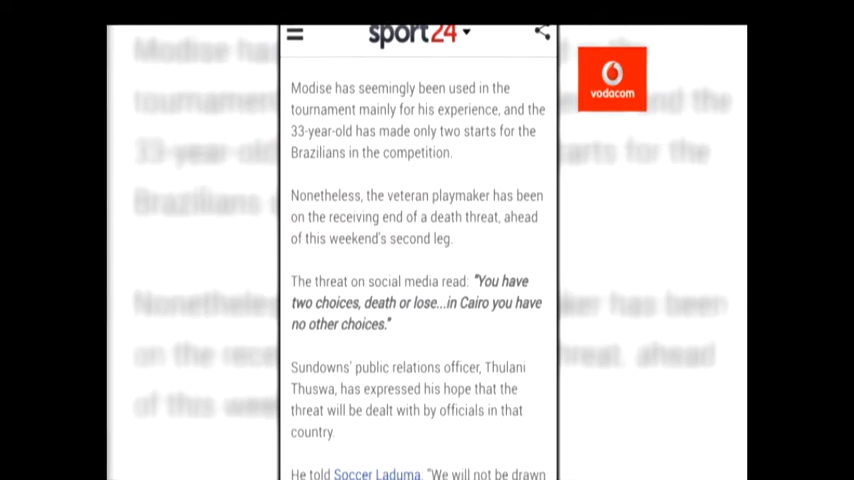 sport24
vodacom
Modise has seemingly been used in the
tournament mainly for his experience, and the
33-year-old has made only two starts for the
Brazilians in the competition.
Nonetheless, the veteran playmaker has been
on the receiving end of a death threat, ahead
of this weekend's second leg.
The threat on social media read: "You have
two choices, death or lose...in Cairo you have
no other choices."
Sundowns' public relations officer, Thulani
Thuswa, has expressed his hope that the
threat will be dealt with by officials in that
country.
He told Soccer Laduma, "We will not be drawn